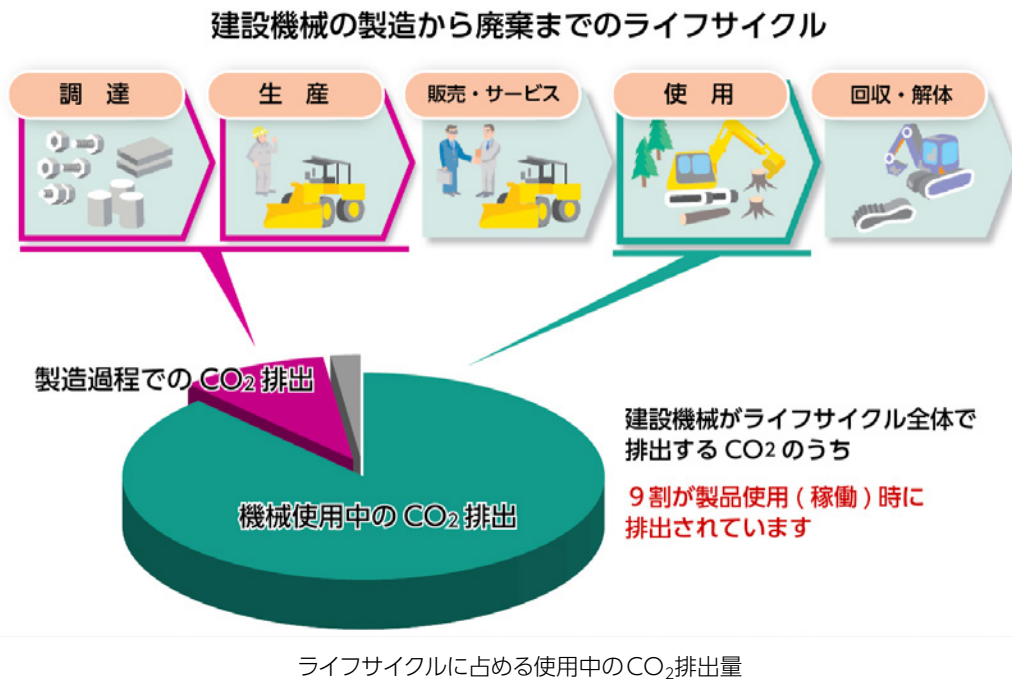 建設機械の製造から廃棄までのライフサイクル
調 達
生 産
販売・サービス
使 用
回収・解体
製造過程での CO₂ 排出
機械使用中の CO₂ 排出
建設機械がライフサイクル全体で
排出する CO₂ のうち
９割が製品使用 ( 稼働 ) 時に
排出されています
ライフサイクルに占める使用中のCO₂排出量